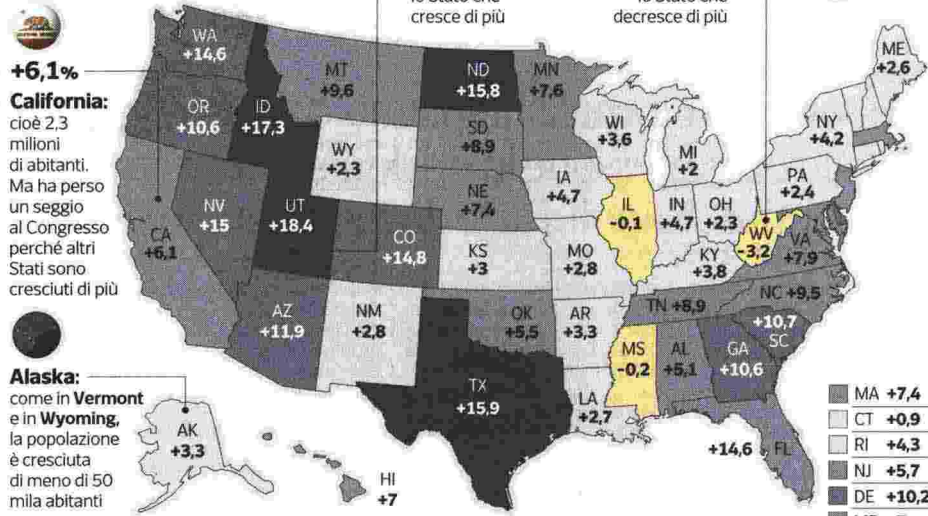 lo Stato che
cresce di più
lo Stato che
decresce di più
+6,1%
California:
cioè 2,3
milioni
di abitanti.
Ma ha perso
un seggio
al Congresso
perché altri
Stati sono
cresciuti di più
Alaska:
come in Vermont
e in Wyoming,
la popolazione
è cresciuta
di meno di 50
mila abitanti
WA
+14,6
OR
+10,6
ID
+17,3
MT
+9,6
ND
+15,8
MN
+7,6
SD
+8,9
WY
+2,3
NE
+7,4
NV
+15
UT
+18,4
CO
+14,8
CA
+6,1
AZ
+11,9
NM
+2,8
KS
+3
OK
+5,5
TX
+15,9
IA
+4,7
MO
+2,8
AR
+3,3
LA
+2,7
WI
+3,6
MI
+2
IL
-0,1
IN
+4,7
OH
+2,3
KY
+3,8
WV
-3,2
VA
+7,9
PA
+2,4
NY
+4,2
ME
+2,6
TN +8,9
NC +9,5
+10,7
SC
MS
-0,2
AL
+5,1
GA
+10,6
+14,6
FL
AK
+3,3
HI
+7
MA +7,4
CT +0,9
RI +4,3
NJ +5,7
DE +10,2